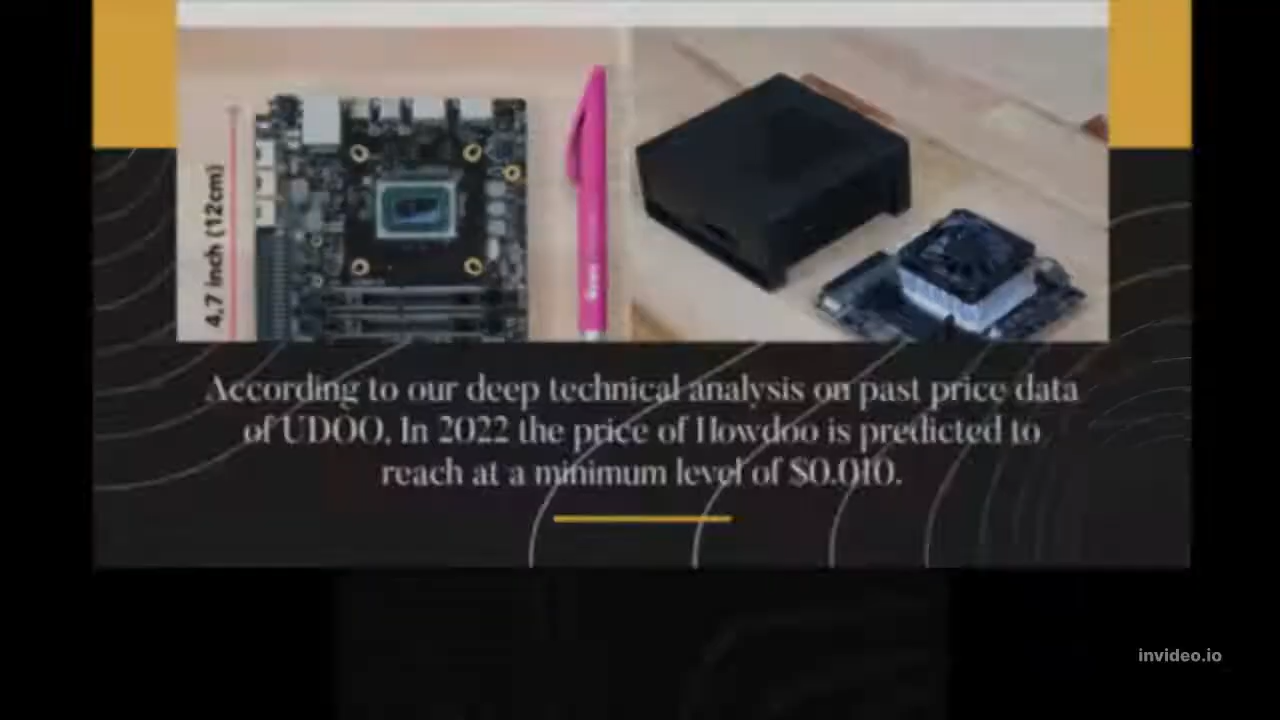 4.7 inch (12cm)
According to our deep technical analysis on past price data
of UDOO, In 2022 the price of Howdoo is predicted to
reach at a minimum level of $0.010.
invideo.io